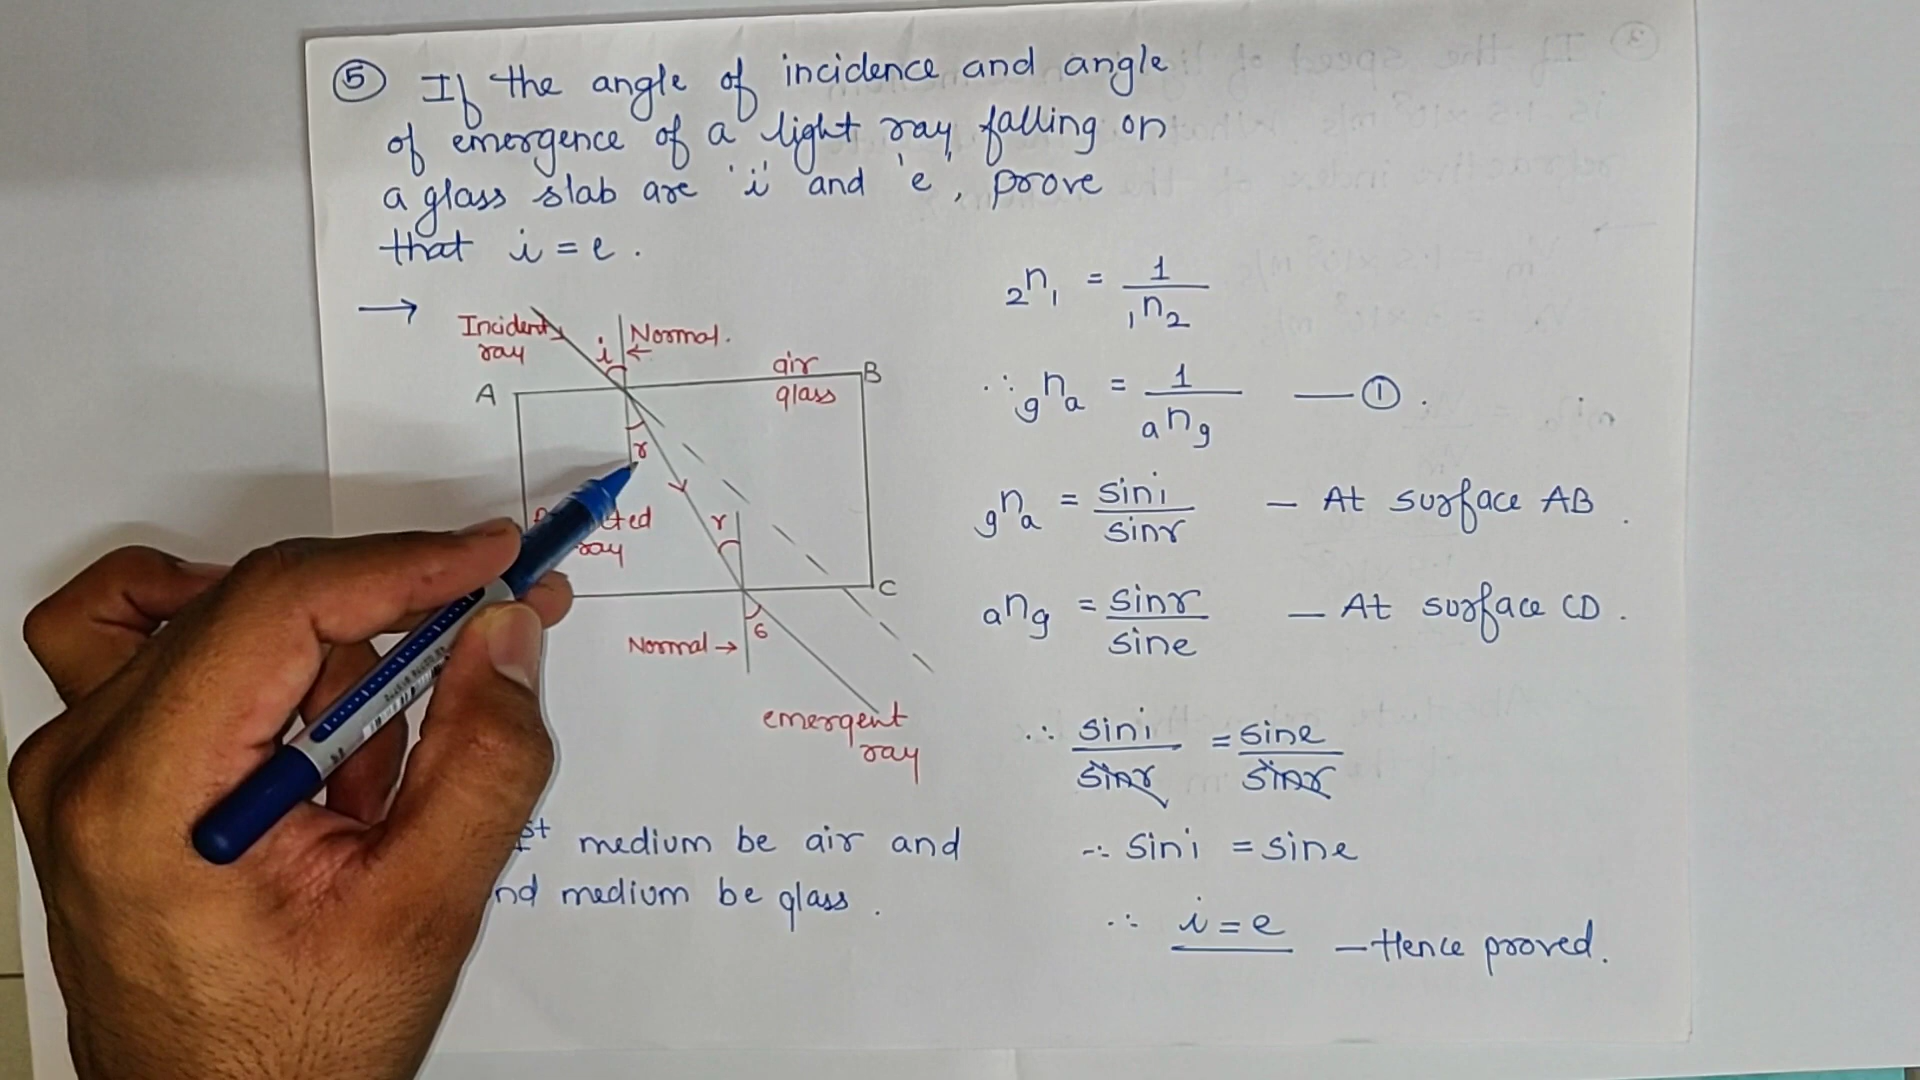 ⑤ If the angle of incidence and angle
of emergence of a light ray falling on
a glass slab are 'i' and 'e', prove
that i = e.
→
Incident
ray
i
Normal.
←
air
glass
A
B
r
ray
r
C
Normal →
e
emergent
ray
medium be air and
medium be glass.
₂n₁ = 1/₁n₂
∴ gna = 1/ang —①.
gna = sini/sinr — At surface AB.
ang = sinr/sine — At surface CD.
∴ sini/sinr = sine/sinr
∴ sini = sine
∴ i = e — Hence proved.